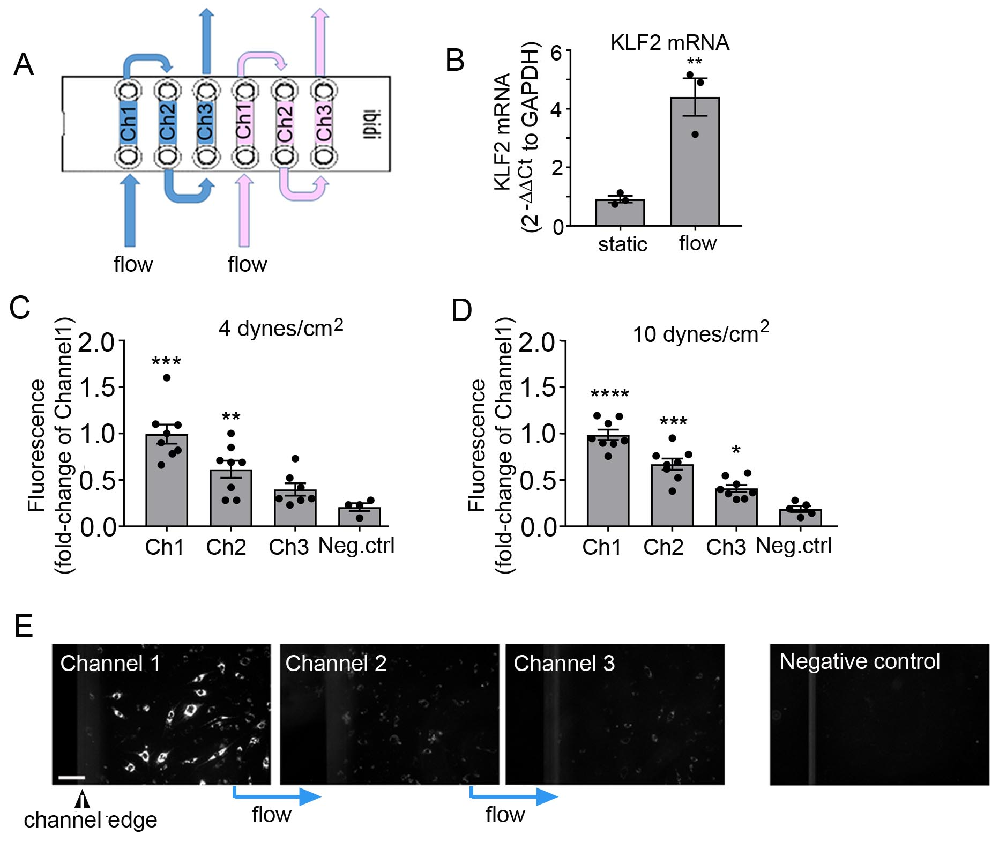 A
Ch1
Ch2
Ch3
Ch1
Ch2
Ch3
ibidi
flow
flow
B
KLF2 mRNA
**
KLF2 mRNA
(2 -ΔΔCt to GAPDH)
6
4
2
0
static
flow
C
4 dynes/cm2
Fluorescence
(fold-change of Channel1)
2.0
1.5
1.0
0.5
0.0
***
**
Ch1
Ch2
Ch3
Neg.ctrl
D
10 dynes/cm2
Fluorescence
(fold-change of Channel1)
2.0
1.5
1.0
0.5
0.0
****
***
*
Ch1
Ch2
Ch3
Neg.ctrl
E
Channel 1
Channel 2
Channel 3
Negative control
channel edge
flow
flow